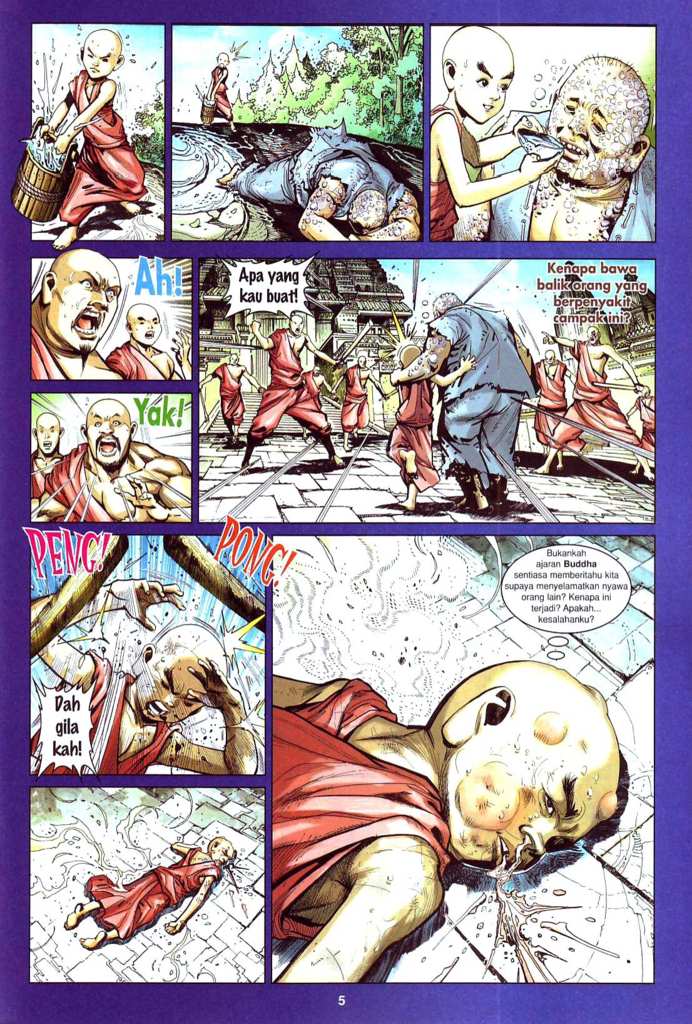 Ah!
Yak!
Apa yang
kau buat!
Kenapa bawa
balik orang yang
berpenyakit
campak ini?
PENG!
PONG!
Dah
gila
kah!
Bukankah
ajaran Buddha
sentiasa memberitahu kita
supaya menyelamatkan nyawa
orang lain? Kenapa ini
terjadi? Apakah...
kesalahanku?
5